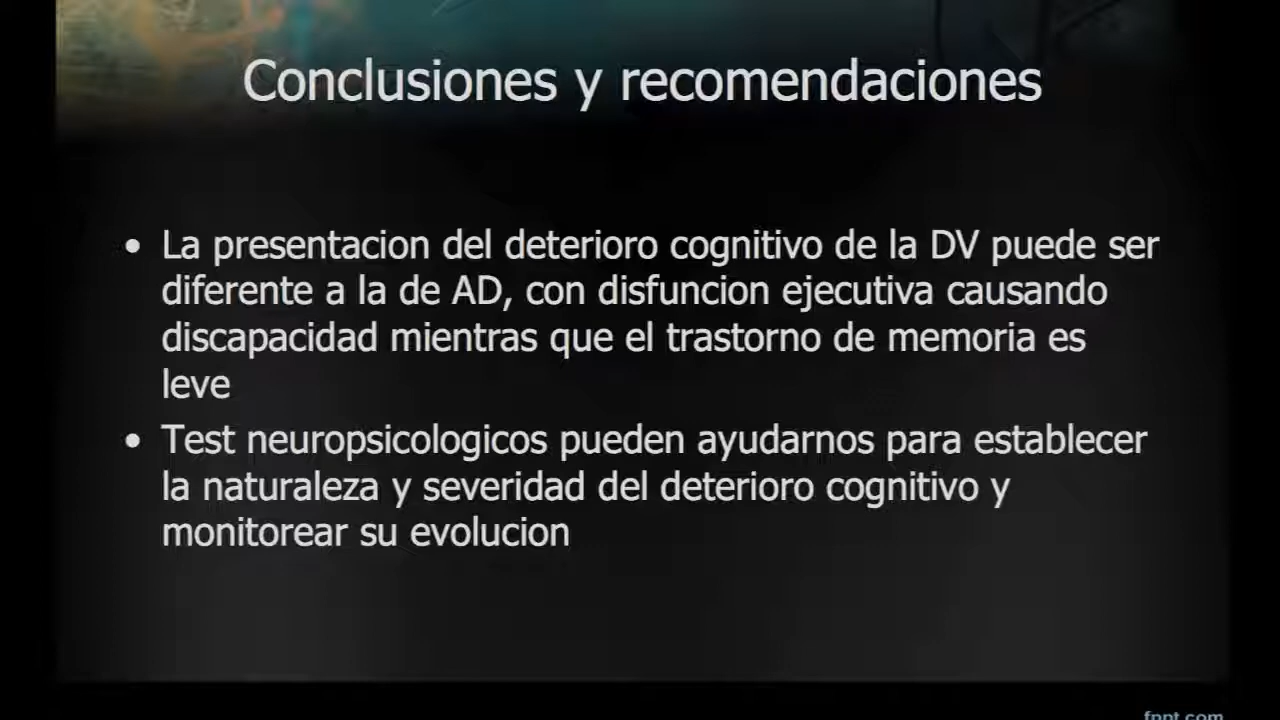 Conclusiones y recomendaciones
• La presentacion del deterioro cognitivo de la DV puede ser
diferente a la de AD, con disfuncion ejecutiva causando
discapacidad mientras que el trastorno de memoria es
leve
• Test neuropsicologicos pueden ayudarnos para establecer
la naturaleza y severidad del deterioro cognitivo y
monitorear su evolucion
fppt.com